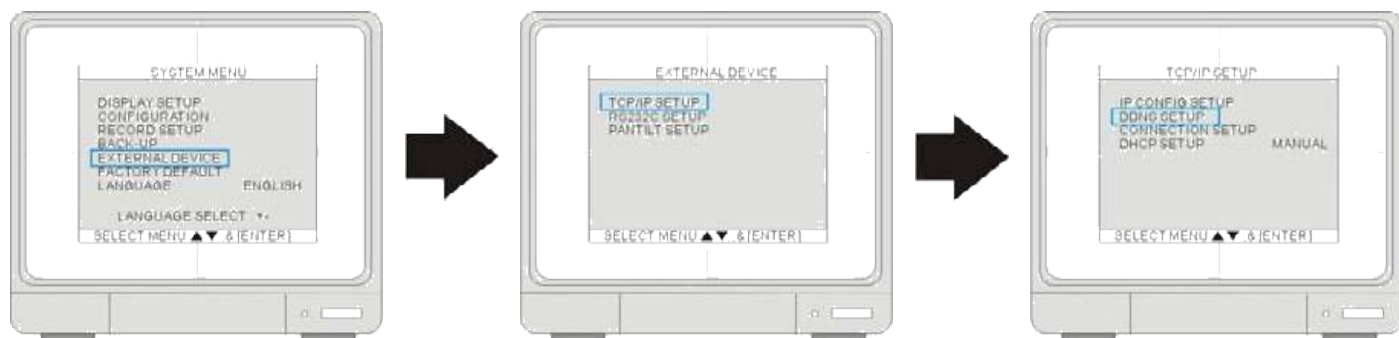 SYSTEM MENU
DISPLAY SETUP
CONFIGURATION
RECORD SETUP
BACK-UP
EXTERNAL DEVICE
FACTORY DEFAULT
LANGUAGE ENGLISH
LANGUAGE SELECT
SELECT MENU ▲▼ & [ENTER]
EXTERNAL DEVICE
TCP/IP SETUP
RS232C SETUP
PANTILT SETUP
SELECT MENU ▲▼ & [ENTER]
TCP/IP SETUP
IP CONFIG SETUP
DDNS SETUP
CONNECTION SETUP
DHCP SETUP MANUAL
SELECT MENU ▲▼ & [ENTER]